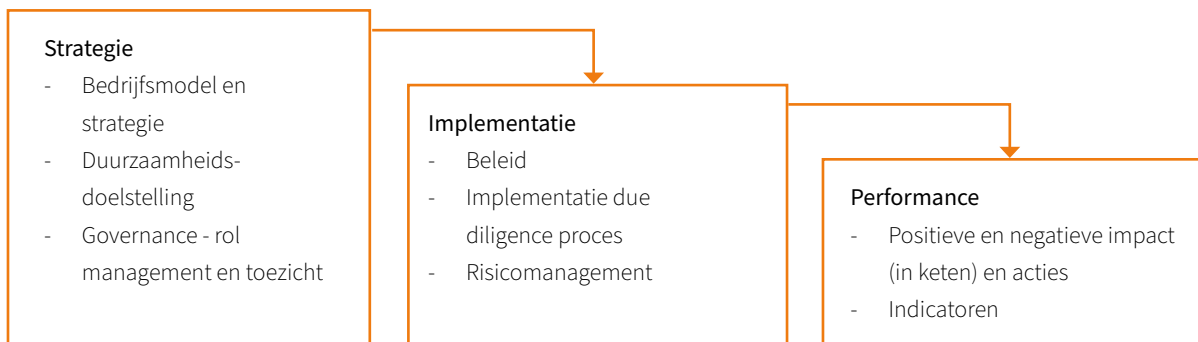 Strategie
- Bedrijfsmodel en
strategie
- Duurzaamheids-
doelstelling
- Governance - rol
management en toezicht
Implementatie
- Beleid
- Implementatie due
diligence proces
- Risicomanagement
Performance
- Positieve en negatieve impact
(in keten) en acties
- Indicatoren